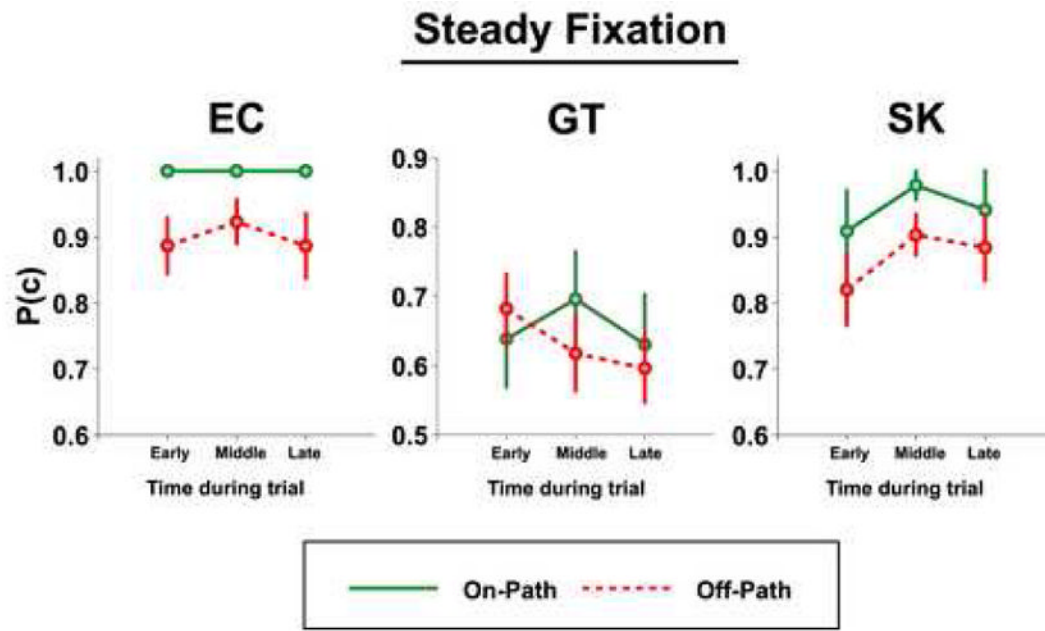 Steady Fixation
EC
GT
SK
P(c)
1.0
0.9
0.8
0.7
0.6
Early Middle Late
Time during trial
0.9
0.8
0.7
0.6
0.5
Early Middle Late
Time during trial
1.0
0.9
0.8
0.7
0.6
Early Middle Late
Time during trial
On-Path Off-Path